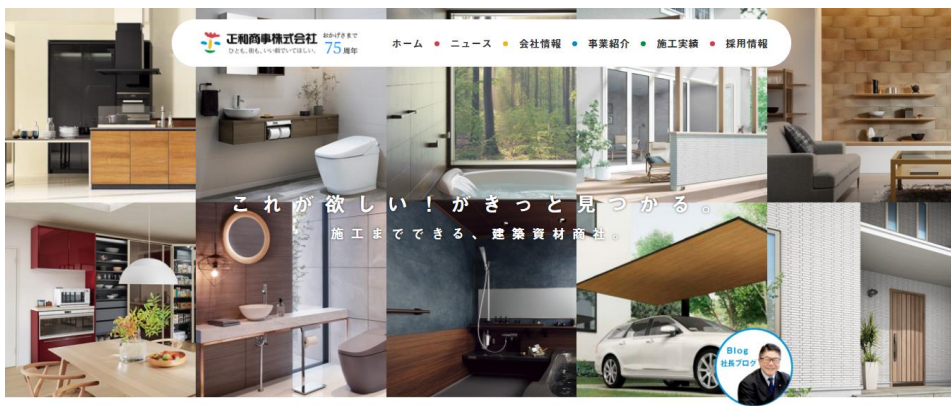 正和商事株式会社
ひとも、街も、いい顔でいてほしい。
おかげさまで
75周年
ホーム ● ニュース ● 会社情報 ● 事業紹介 ● 施工実績 ● 採用情報
これが欲しい！がきっと見つかる。
施工までできる、建築資材商社。
Blog
社長ブログ